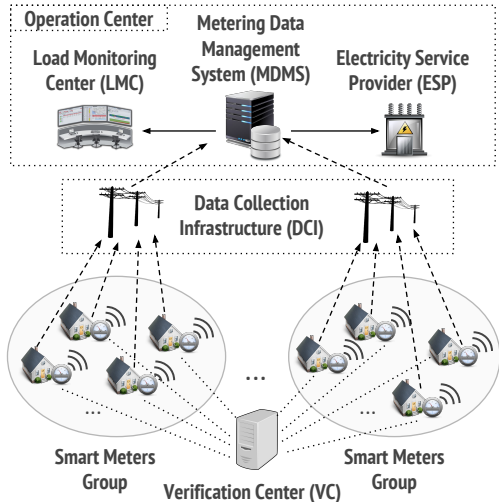 Operation Center
Metering Data
Management
System (MDMS)
Load Monitoring
Center (LMC)
Electricity Service
Provider (ESP)
Data Collection
Infrastructure (DCI)
...
...
...
Smart Meters
Group
Smart Meters
Group
Verification Center (VC)